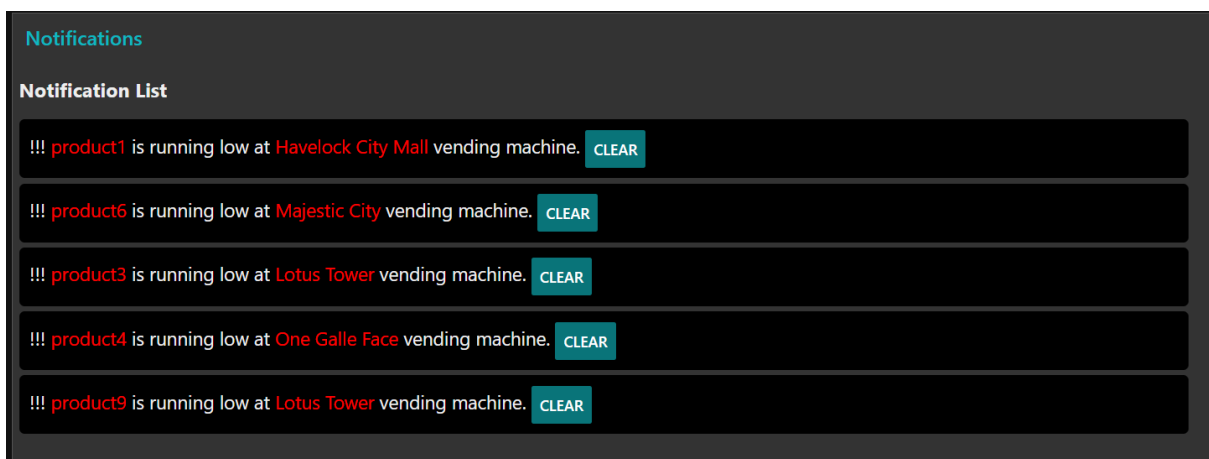 Notifications
Notification List
!!! product1 is running low at Havelock City Mall vending machine. CLEAR
!!! product6 is running low at Majestic City vending machine. CLEAR
!!! product3 is running low at Lotus Tower vending machine. CLEAR
!!! product4 is running low at One Galle Face vending machine. CLEAR
!!! product9 is running low at Lotus Tower vending machine. CLEAR